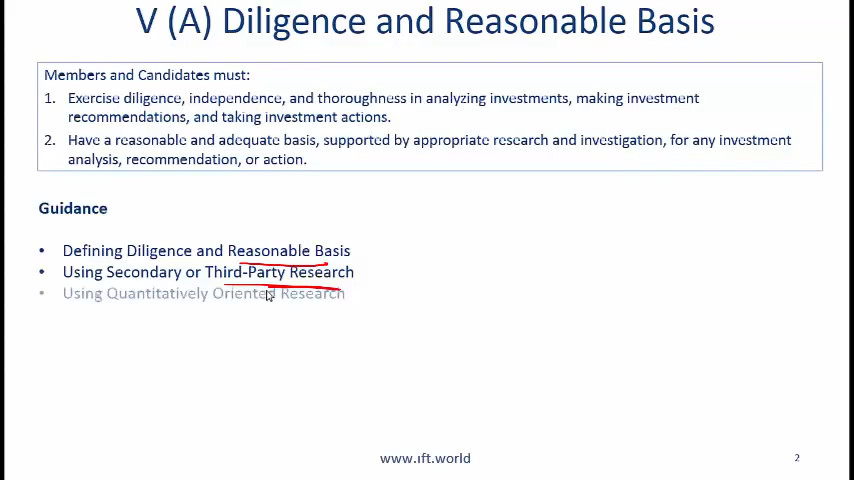 V (A) Diligence and Reasonable Basis
Members and Candidates must:
1. Exercise diligence, independence, and thoroughness in analyzing investments, making investment
recommendations, and taking investment actions.
2. Have a reasonable and adequate basis, supported by appropriate research and investigation, for any investment
analysis, recommendation, or action.
Guidance
• Defining Diligence and Reasonable Basis
• Using Secondary or Third-Party Research
• Using Quantitatively Oriented Research
www.ift.world
2